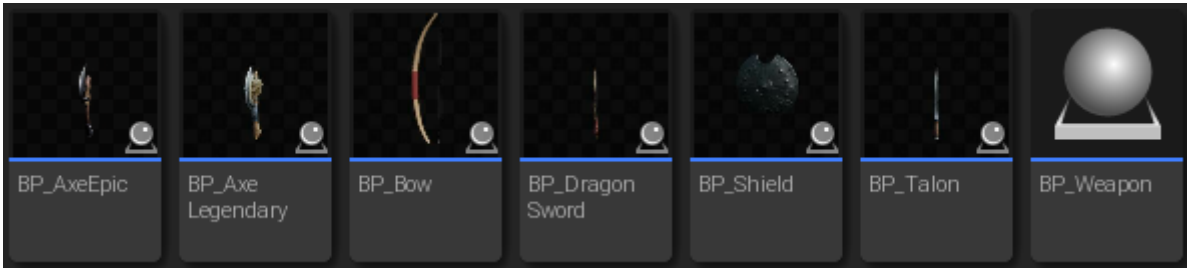 BP_AxeEpic
BP_Axe
Legendary
BP_Bow
BP_Dragon
Sword
BP_Shield
BP_Talon
BP_Weapon